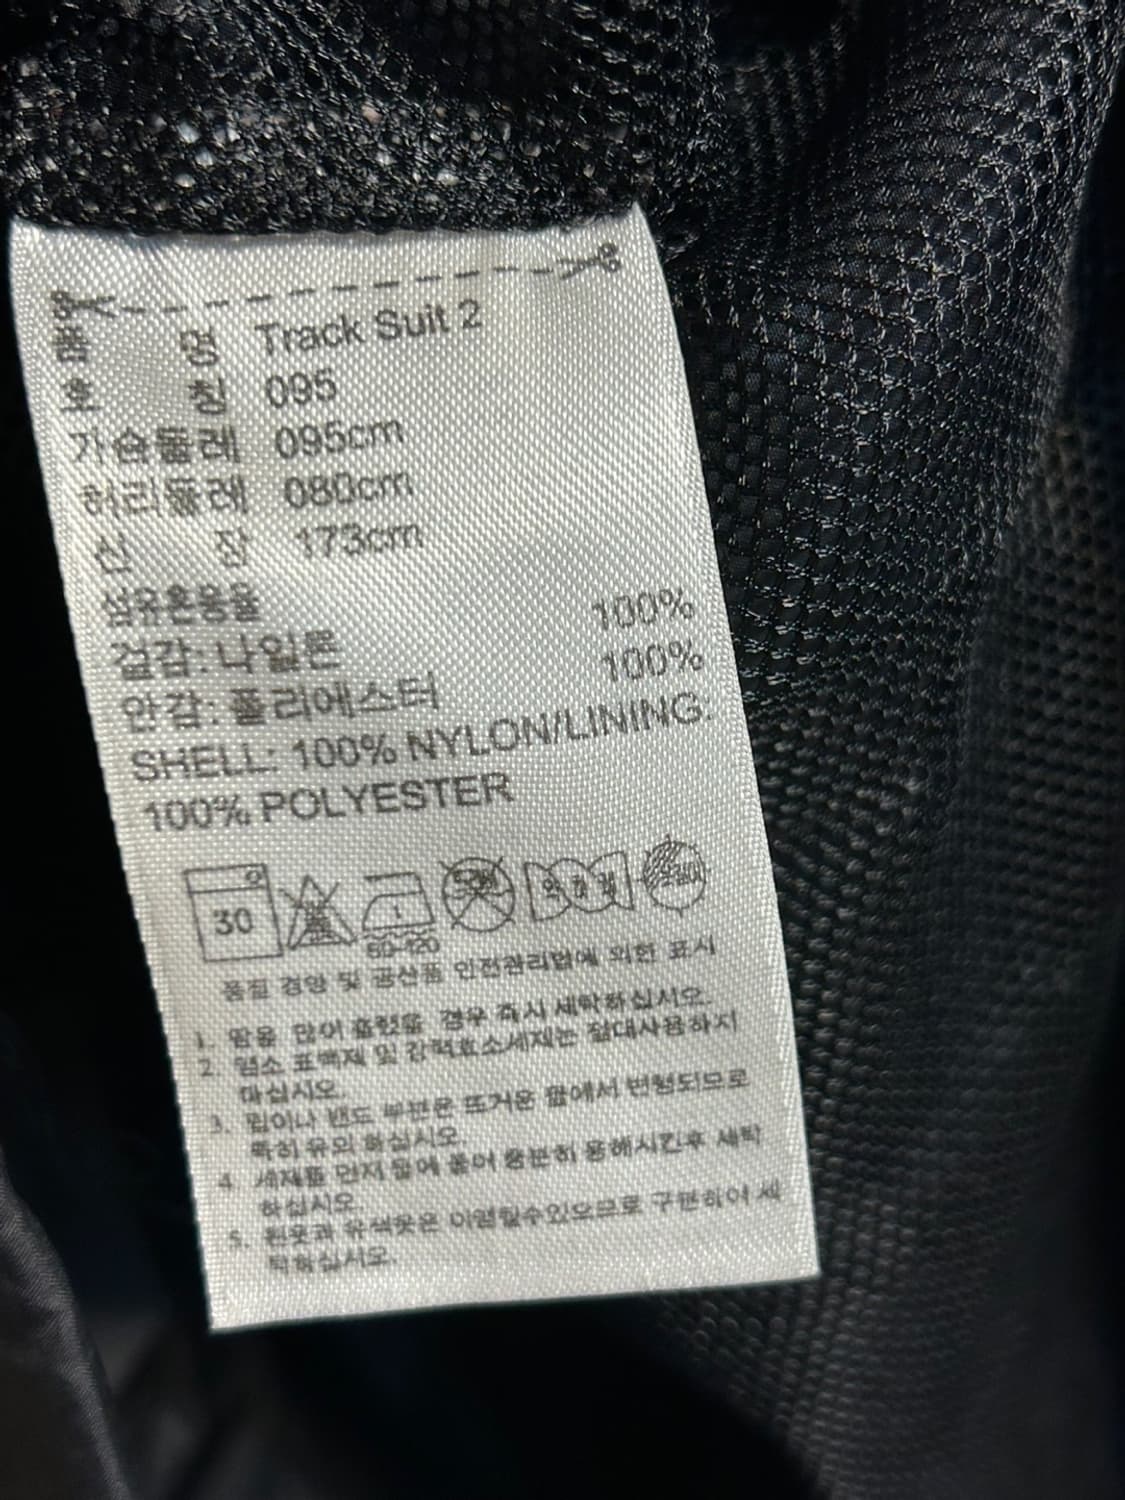 품 명 Track Suit 2
호 칭 095
가슴둘레 095cm
허리둘레 080cm
신 장 173cm
섬유혼용율
겉감: 나일론 100%
안감: 폴리에스터 100%
SHELL: 100% NYLON/LINING:
100% POLYESTER
30
60-120
품질 경영 및 공산품 안전관리법에 의한 표시
1. 땀을 많이 흘렸을 경우 즉시 세탁하십시오.
2. 염소 표백제 및 강력효소세제는 절대사용하지
마십시오.
3. 립이나 밴드 부분은 뜨거운 물에서 변형되므로
특히 유의 하십시오.
4. 세제를 먼저 물에 풀어 충분히 용해시킨후 세탁
하십시오.
5. 흰옷과 유색옷은 이염될수있으므로 구분하여 세
탁하십시오.